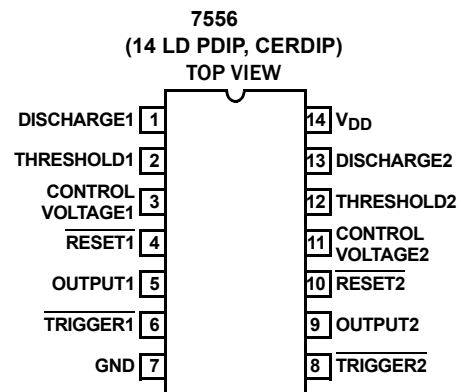 7556
(14 LD PDIP, CERDIP)
TOP VIEW
DISCHARGE1 1
14 VDD
THRESHOLD1 2
13 DISCHARGE2
CONTROL
VOLTAGE1 3
12 THRESHOLD2
RESET1 4
11 CONTROL
VOLTAGE2
OUTPUT1 5
10 RESET2
TRIGGER1 6
9 OUTPUT2
GND 7
8 TRIGGER2